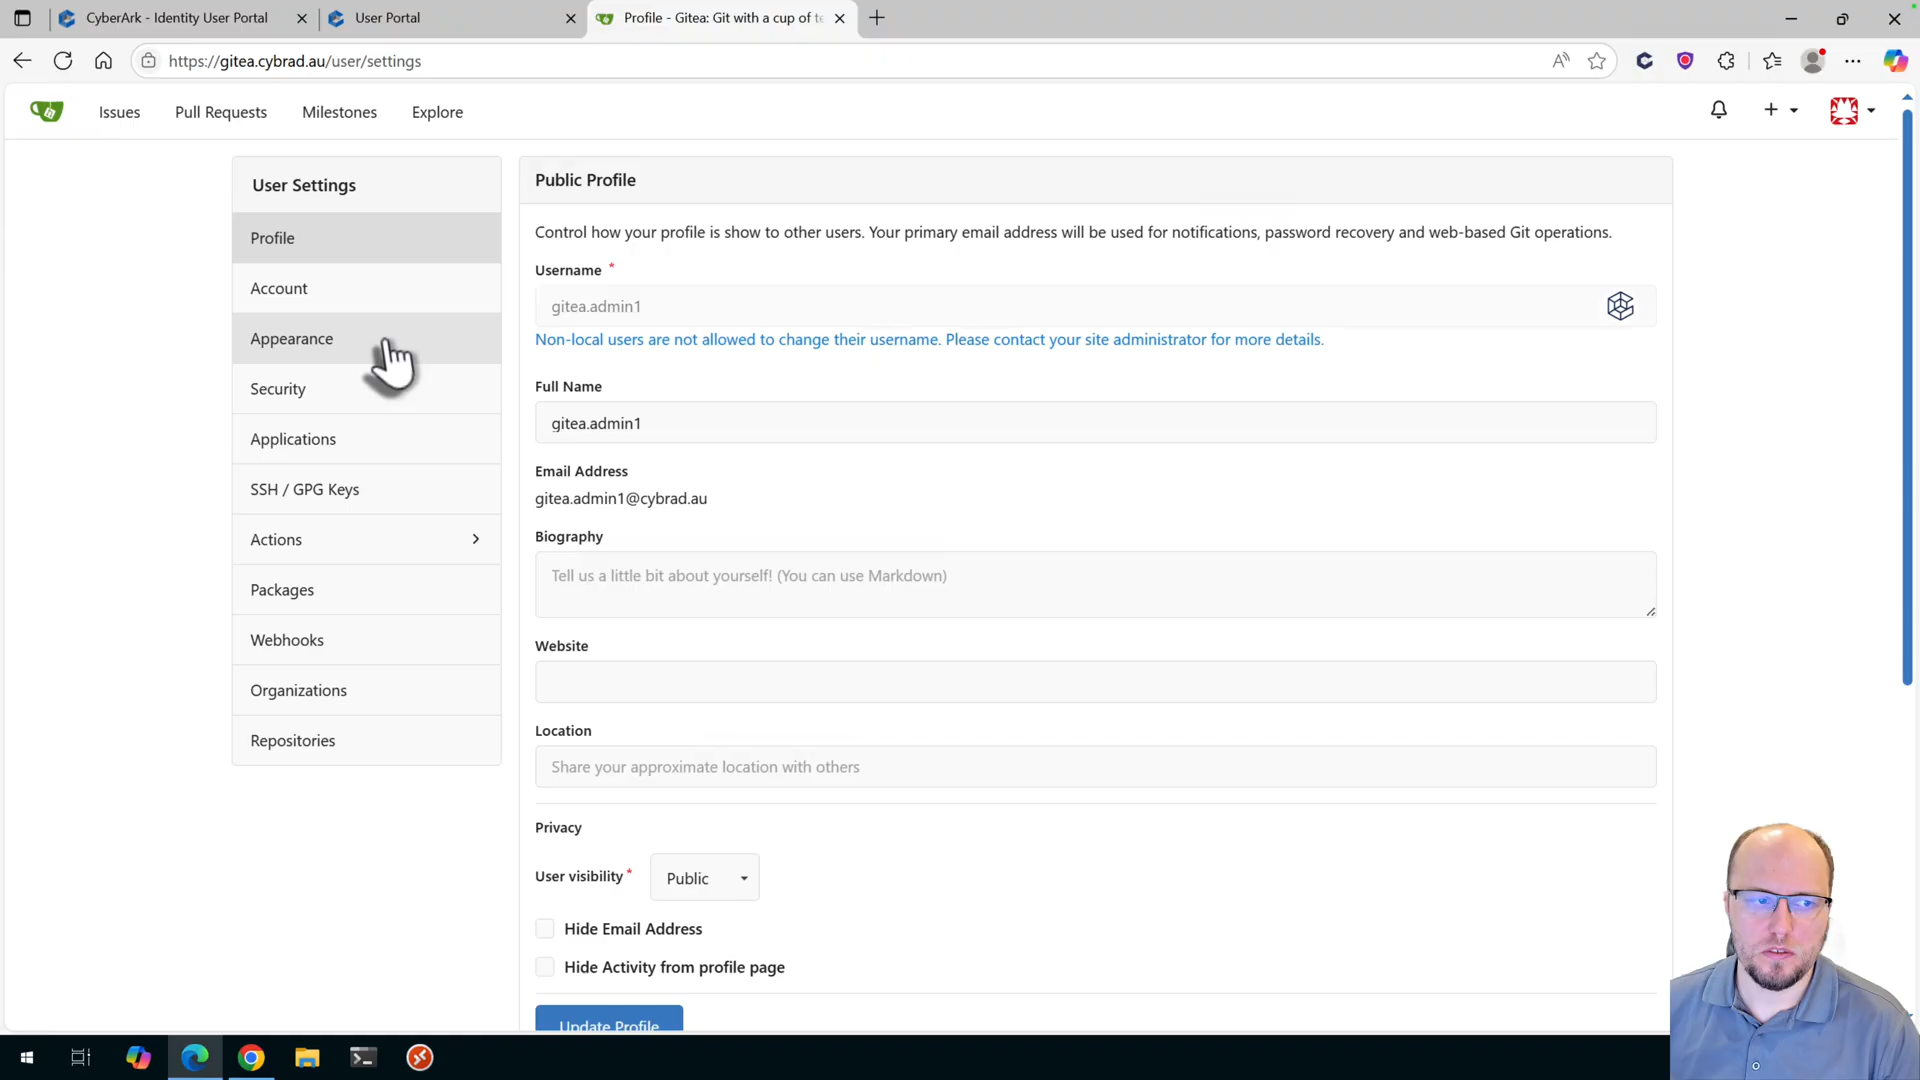 CyberArk - Identity User Portal
User Portal
Profile - Gitea: Git with a cup of te
https://gitea.cybrad.au/user/settings
Issues
Pull Requests
Milestones
Explore
User Settings
Profile
Account
Appearance
Security
Applications
SSH / GPG Keys
Actions
Packages
Webhooks
Organizations
Repositories
Public Profile
Control how your profile is show to other users. Your primary email address will be used for notifications, password recovery and web-based Git operations.
Username *
gitea.admin1
Non-local users are not allowed to change their username. Please contact your site administrator for more details.
Full Name
gitea.admin1
Email Address
gitea.admin1@cybrad.au
Biography
Tell us a little bit about yourself! (You can use Markdown)
Website
Location
Share your approximate location with others
Privacy
User visibility *
Public
Hide Email Address
Hide Activity from profile page
Update Profile